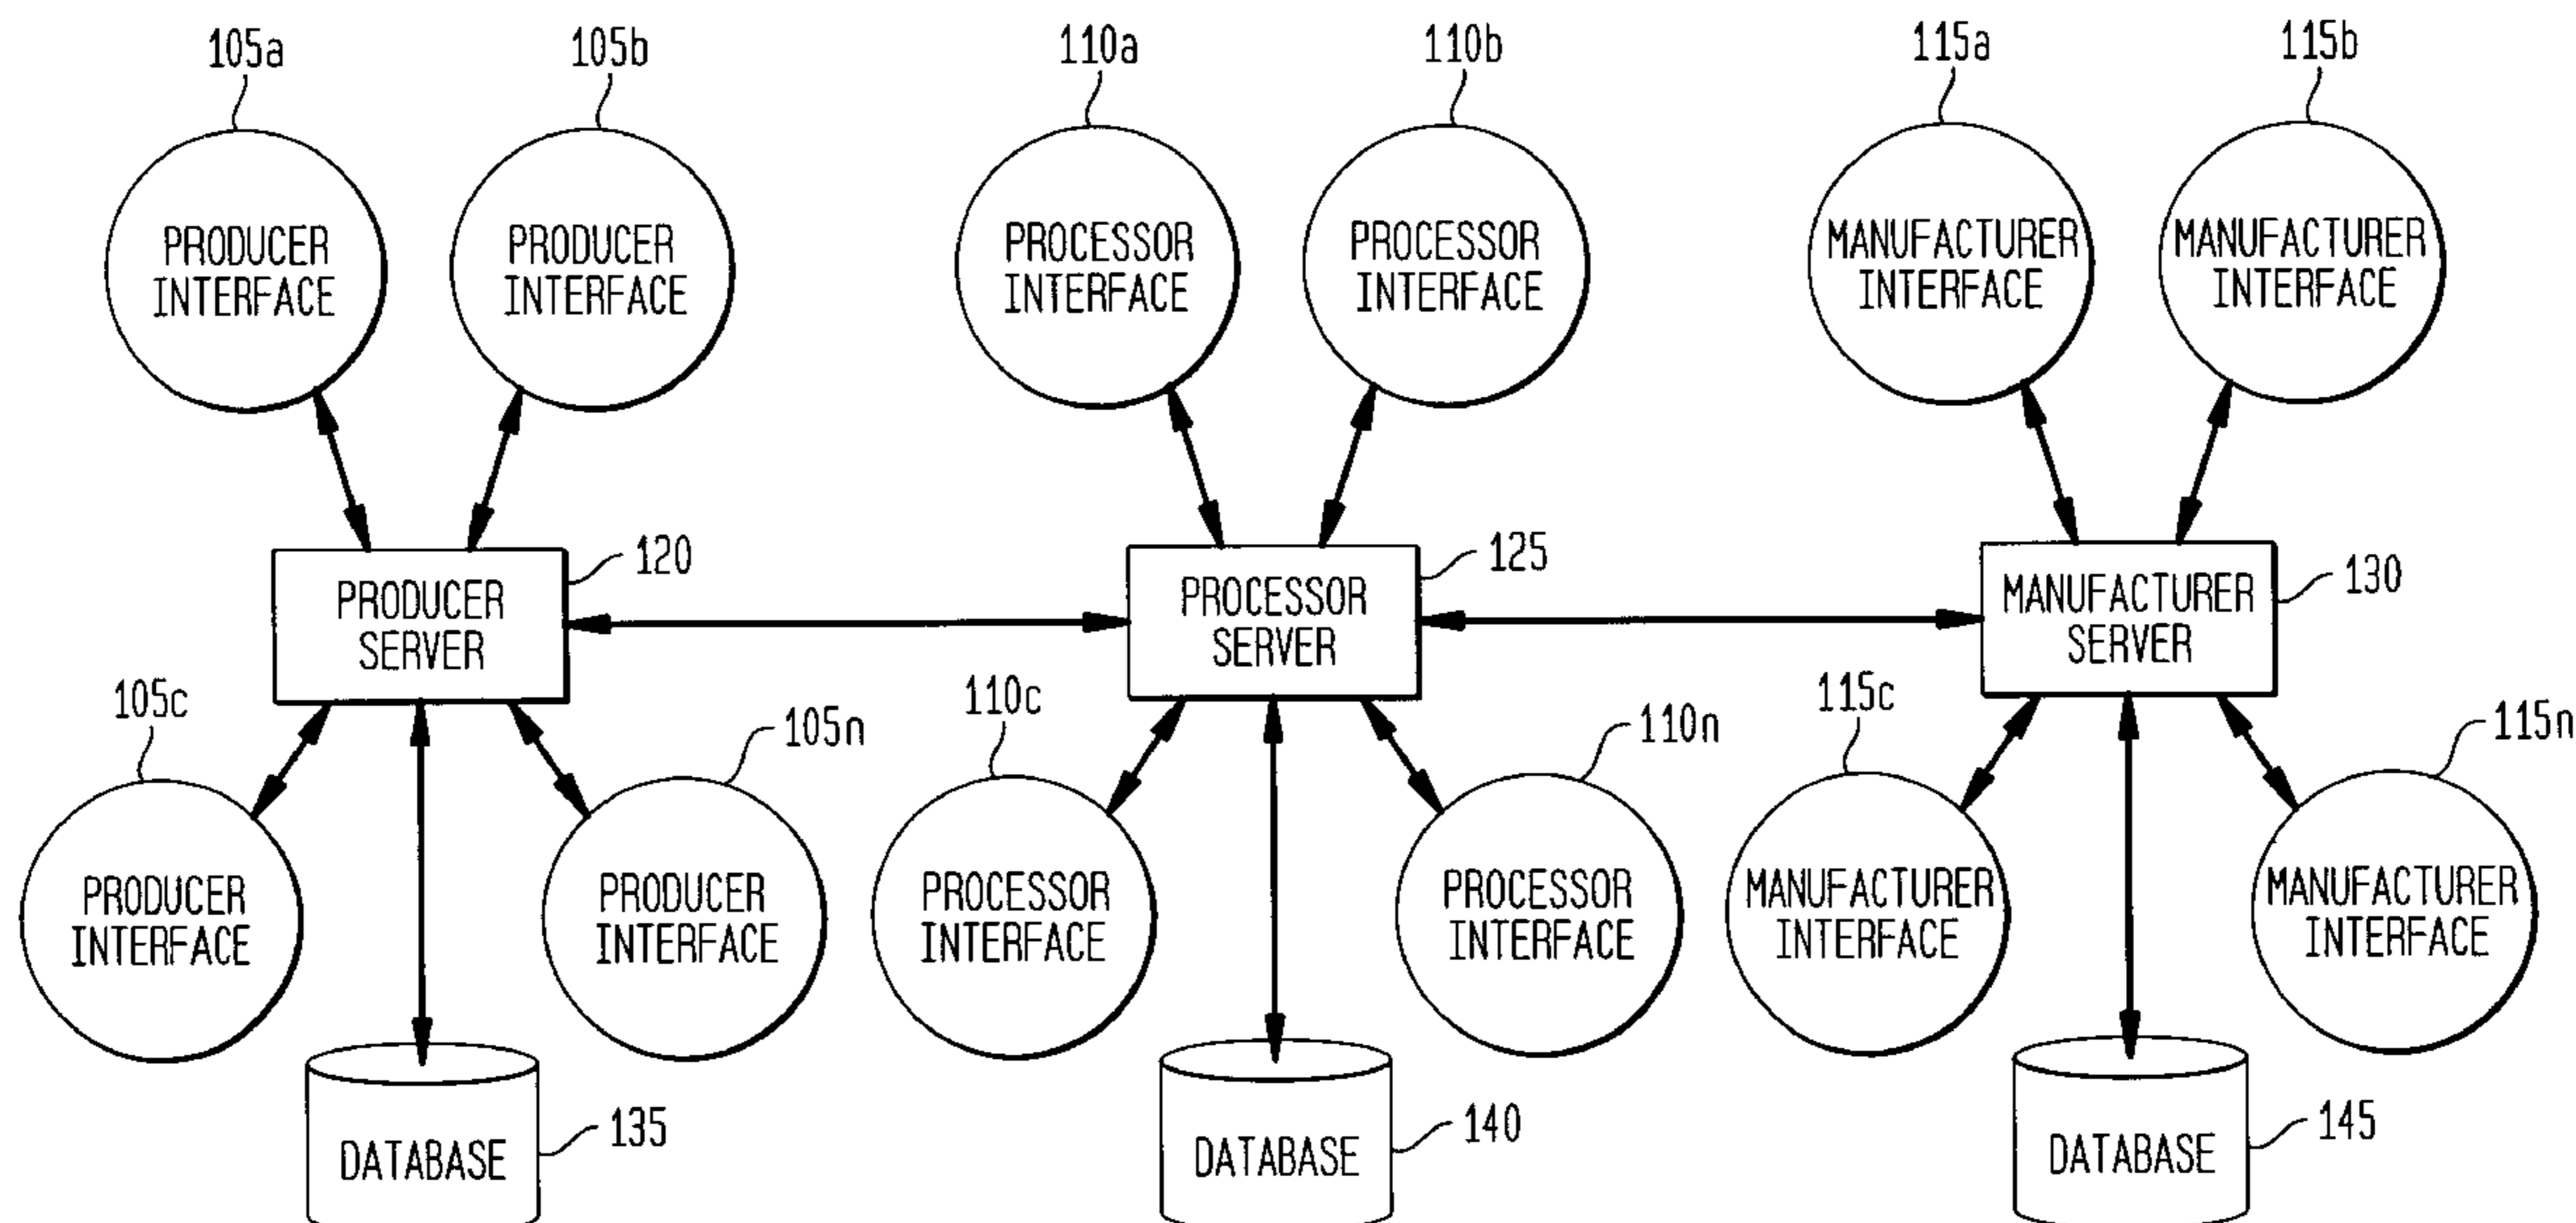 105a
105b
110a
110b
115a
115b
PRODUCER
INTERFACE
PRODUCER
INTERFACE
PROCESSOR
INTERFACE
PROCESSOR
INTERFACE
MANUFACTURER
INTERFACE
MANUFACTURER
INTERFACE
PRODUCER
SERVER
120
PROCESSOR
SERVER
125
MANUFACTURER
SERVER
130
105c
105n
110c
110n
115c
115n
PRODUCER
INTERFACE
PRODUCER
INTERFACE
PROCESSOR
INTERFACE
PROCESSOR
INTERFACE
MANUFACTURER
INTERFACE
MANUFACTURER
INTERFACE
DATABASE
135
DATABASE
140
DATABASE
145